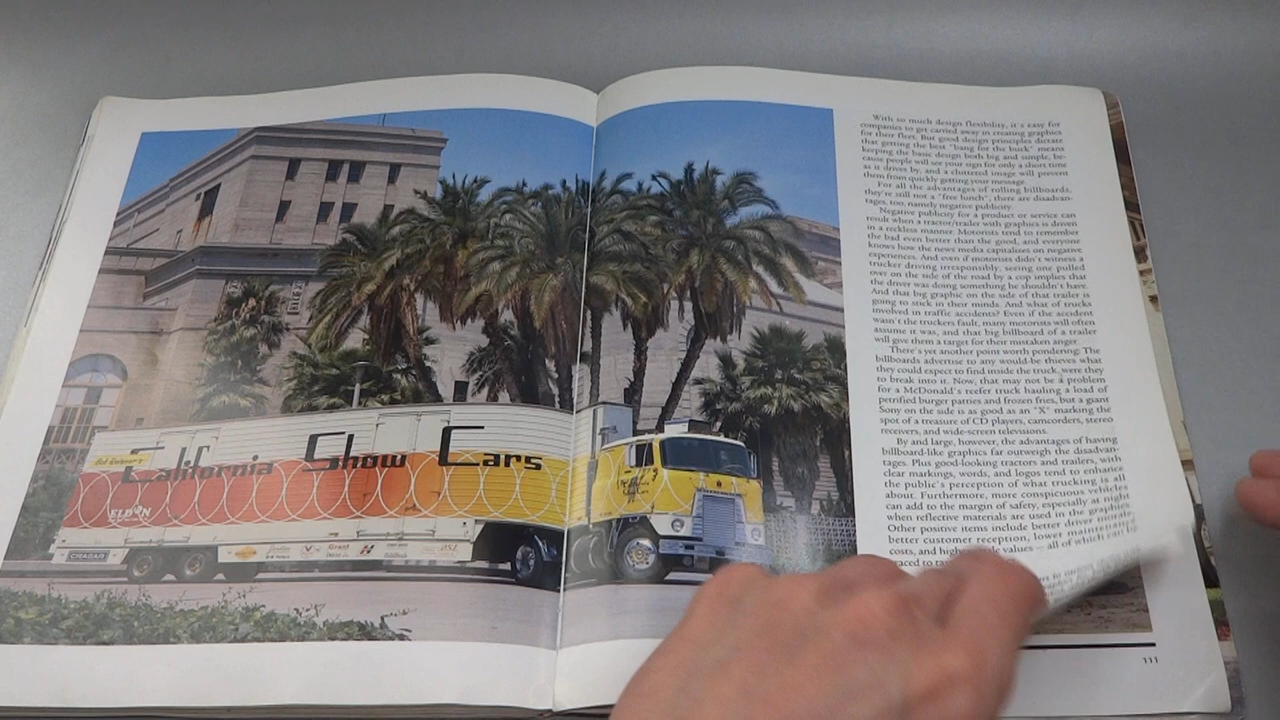 California Show Cars
ELDON
CRAGAR
Grant
With so much design flexibility, it's easy for
companies to get carried away in creating graphics
for their fleet. But good design principles dictate
that getting the best "bang for the buck" means
keeping the basic design both big and simple, be-
cause people will see your sign for only a short time
as it drives by, and a cluttered image will prevent
them from quickly getting your message.
For all the advantages of rolling billboards,
they're still not a "free lunch", there are disadvan-
tages, too, namely negative publicity.
Negative publicity for a product or service can
result when a tractor/trailer with graphics is driven
in a reckless manner. Motorists tend to remember
the bad even better than the good, and everyone
knows how the news media capitalizes on negative
experiences. And even if motorists didn't witness a
trucker driving irresponsibly, seeing one pulled
over on the side of the road by a cop implies that
the driver was doing something he shouldn't have.
And that big graphic on the side of that trailer is
going to stick in their minds. And what of trucks
involved in traffic accidents? Even if the accident
wasn't the truckers fault, many motorists will often
assume it was, and that big billboard of a trailer
will give them a target for their mistaken anger.
There's yet another point worth pondering: The
billboards advertise to any would-be thieves what
they could expect to find inside the truck, were they
to break into it. Now, that may not be a problem
for a McDonald's reefer truck hauling a load of
petrified burger patties and frozen fries, but a giant
Sony on the side is as good as an "X" marking the
spot of a treasure of CD players, camcorders, stereo
receivers, and wide-screen televisions.
By and large, however, the advantages of having
billboard-like graphics far outweigh the disadvan-
tages. Plus good-looking tractors and trailers, with
clear markings, words, and logos tend to enhance
the public's perception of what trucking is all
about. Furthermore, more conspicuous vehicles
can add to the margin of safety, especially at night
when reflective materials are used in the graphics.
Other positive items include better driver morale,
better customer reception, lower maintenance
costs, and high values — all of which can be
111